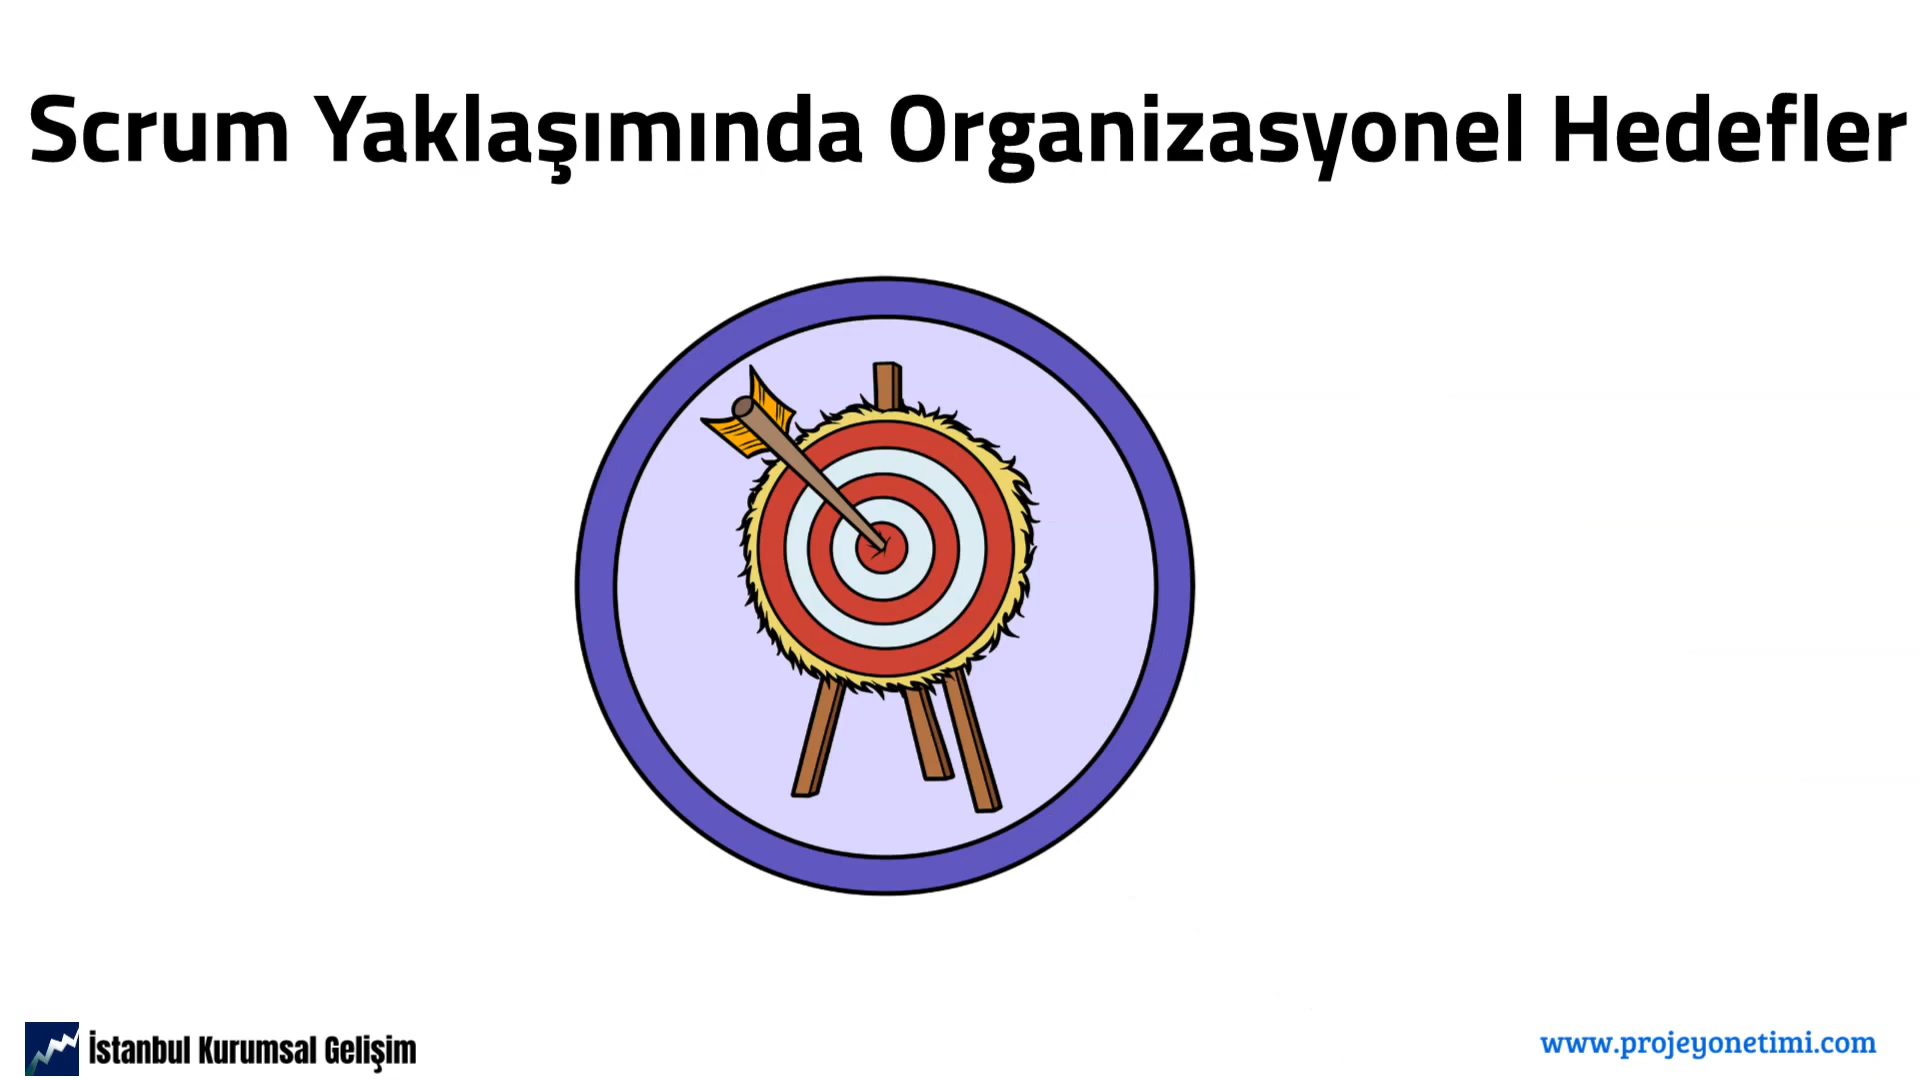 Scrum Yaklaşımında Organizasyonel Hedefler
İstanbul Kurumsal Gelişim
www.projeyonetimi.com